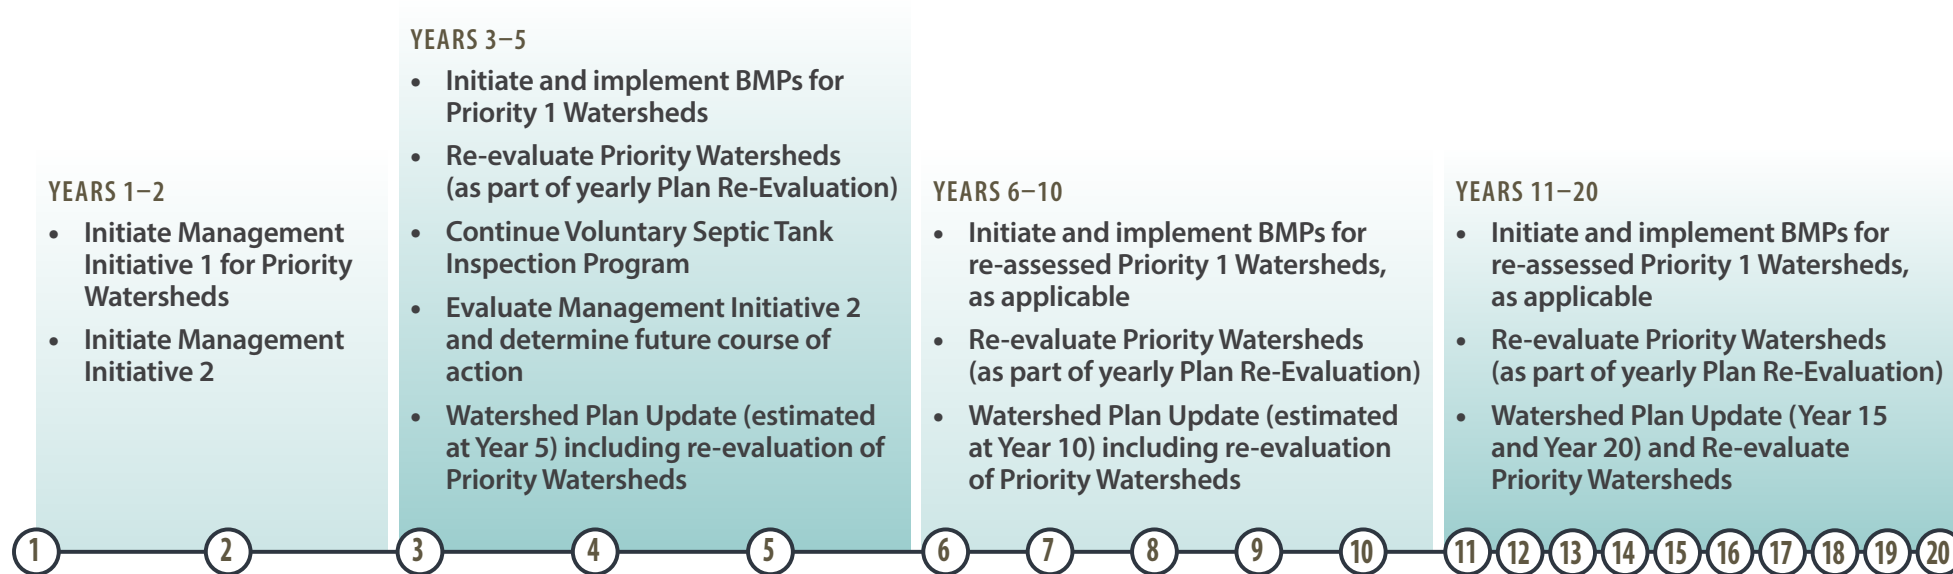 YEARS 1–2
• Initiate Management
Initiative 1 for Priority
Watersheds
• Initiate Management
Initiative 2
YEARS 3–5
• Initiate and implement BMPs for
Priority 1 Watersheds
• Re-evaluate Priority Watersheds
(as part of yearly Plan Re-Evaluation)
• Continue Voluntary Septic Tank
Inspection Program
• Evaluate Management Initiative 2
and determine future course of
action
• Watershed Plan Update (estimated
at Year 5) including re-evaluation of
Priority Watersheds
YEARS 6–10
• Initiate and implement BMPs for
re-assessed Priority 1 Watersheds,
as applicable
• Re-evaluate Priority Watersheds
(as part of yearly Plan Re-Evaluation)
• Watershed Plan Update (estimated
at Year 10) including re-evaluation
of Priority Watersheds
YEARS 11–20
• Initiate and implement BMPs for
re-assessed Priority 1 Watersheds,
as applicable
• Re-evaluate Priority Watersheds
(as part of yearly Plan Re-Evaluation)
• Watershed Plan Update (Year 15
and Year 20) and Re-evaluate
Priority Watersheds
1 2 3 4 5 6 7 8 9 10 11 12 13 14 15 16 17 18 19 20